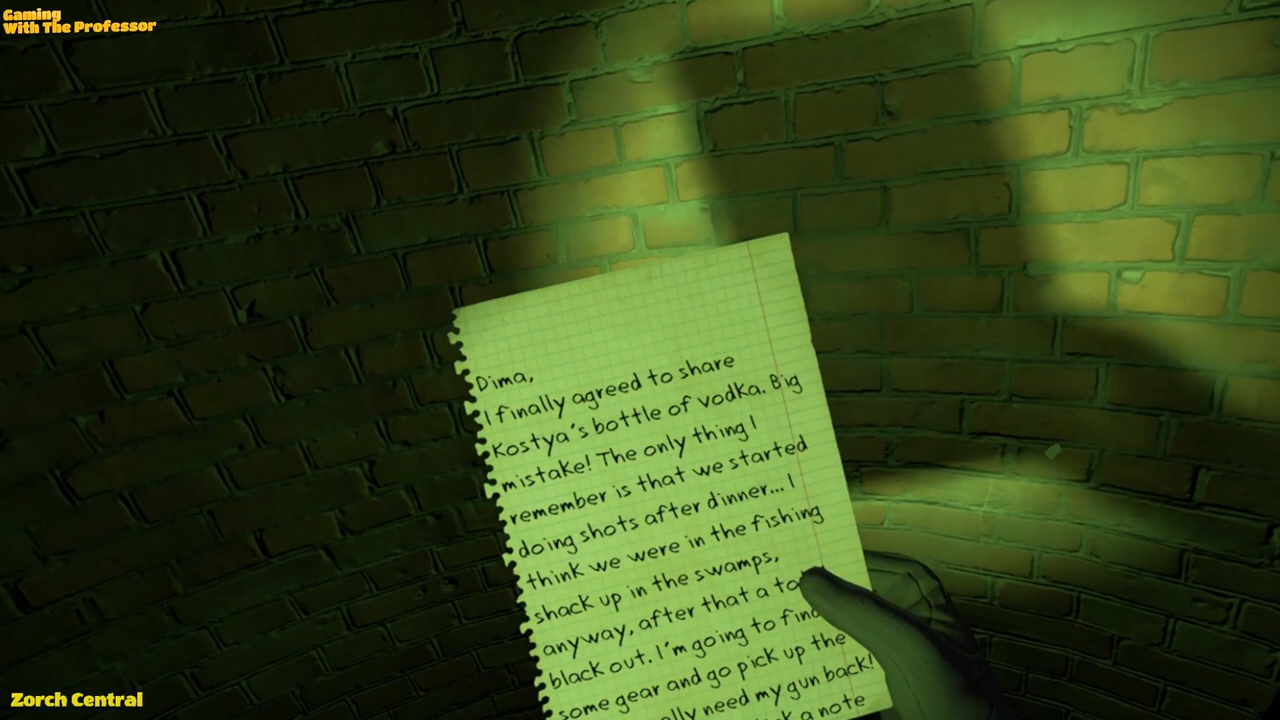 Gaming
With The Professor
Dima,
I finally agreed to share
Kostya's bottle of vodka. Big
mistake! The only thing I
remember is that we started
doing shots after dinner... I
think we were in the fishing
shack up in the swamps,
anyway, after that a
black out. I'm going to find
some gear and go pick up the
need my gun back!
a note
Zorch Central